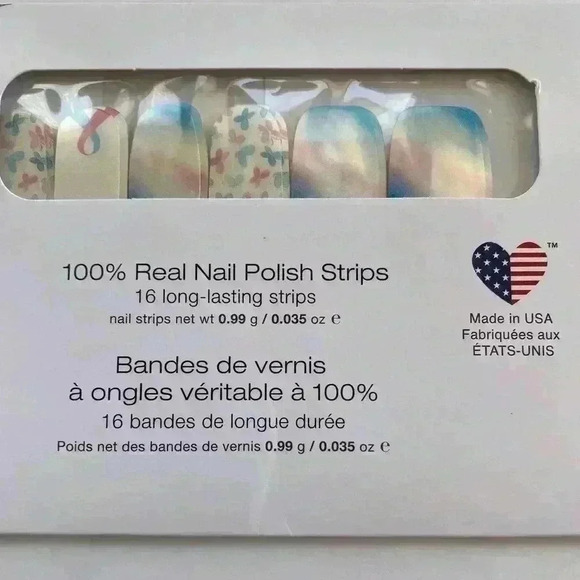 100% Real Nail Polish Strips
16 long-lasting strips
nail strips net wt 0.99 g / 0.035 oz ℮
TM
Made in USA
Fabriquées aux
ÉTATS-UNIS
Bandes de vernis
à ongles véritable à 100%
16 bandes de longue durée
Poids net des bandes de vernis 0.99 g / 0.035 oz ℮